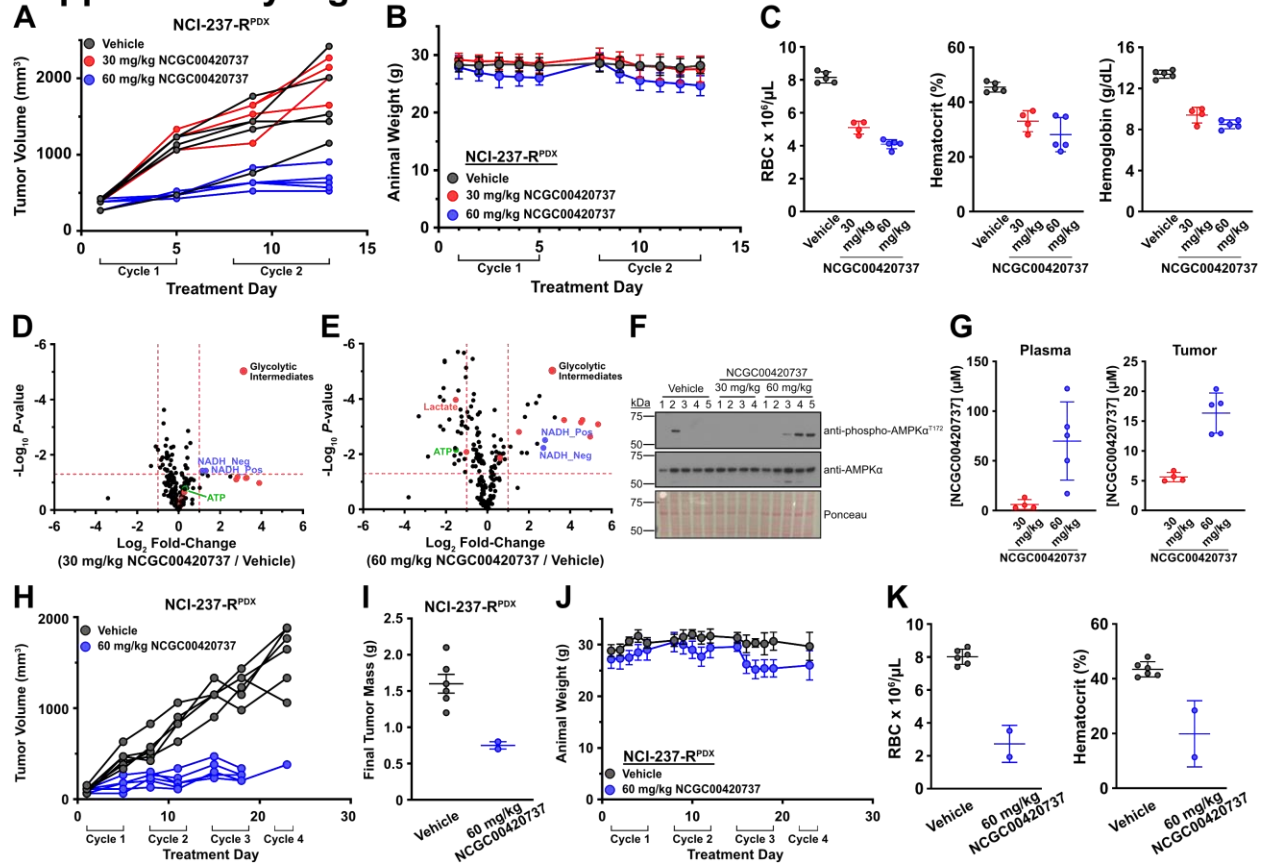 A
NCI-237-R^PDX
Vehicle
30 mg/kg NCGC00420737
60 mg/kg NCGC00420737
Tumor Volume (mm³)
2000
1000
0
0 5 10 15
Cycle 1 Cycle 2
Treatment Day
B
Animal Weight (g)
30
20
10
0
NCI-237-R^PDX
Vehicle
30 mg/kg NCGC00420737
60 mg/kg NCGC00420737
0 5 10 15
Cycle 1 Cycle 2
Treatment Day
C
RBC x 10⁶/µL
10
8
6
4
2
0
Vehicle 30 mg/kg 60 mg/kg
NCGC00420737
Hematocrit (%)
60
40
20
0
Vehicle 30 mg/kg 60 mg/kg
NCGC00420737
Hemoglobin (g/dL)
16
12
8
4
0
Vehicle 30 mg/kg 60 mg/kg
NCGC00420737
D
-Log₁₀ P-value
-6
-4
-2
0
Glycolytic
Intermediates
NADH_Neg
NADH_Pos
ATP
-6 -4 -2 0 2 4 6
Log₂ Fold-Change
(30 mg/kg NCGC00420737 / Vehicle)
E
-Log₁₀ P-value
-6
-4
-2
0
Glycolytic
Intermediates
Lactate
NADH_Pos
ATP
NADH_Neg
-6 -4 -2 0 2 4 6
Log₂ Fold-Change
(60 mg/kg NCGC00420737 / Vehicle)
F
NCGC00420737
Vehicle 30 mg/kg 60 mg/kg
kDa 1 2 3 4 5 1 2 3 4 1 2 3 4 5
75
50
anti-phospho-AMPKα^T172
75
50
anti-AMPKα
75
50
Ponceau
G
Plasma
[NCGC00420737] (µM)
150
100
50
0
30 mg/kg 60 mg/kg
NCGC00420737
Tumor
[NCGC00420737] (µM)
25
20
15
10
5
0
30 mg/kg 60 mg/kg
NCGC00420737
H
NCI-237-R^PDX
Vehicle
60 mg/kg NCGC00420737
Tumor Volume (mm³)
2000
1000
0
0 10 20 30
Cycle 1 Cycle 2 Cycle 3 Cycle 4
Treatment Day
I
NCI-237-R^PDX
Final Tumor Mass (g)
2.5
2.0
1.5
1.0
0.5
0
Vehicle 60 mg/kg
NCGC00420737
J
Animal Weight (g)
30
20
10
0
NCI-237-R^PDX
Vehicle
60 mg/kg NCGC00420737
0 10 20 30
Cycle 1 Cycle 2 Cycle 3 Cycle 4
Treatment Day
K
RBC x 10⁶/µL
10
8
6
4
2
0
Vehicle 60 mg/kg
NCGC00420737
Hematocrit (%)
60
40
20
0
Vehicle 60 mg/kg
NCGC00420737